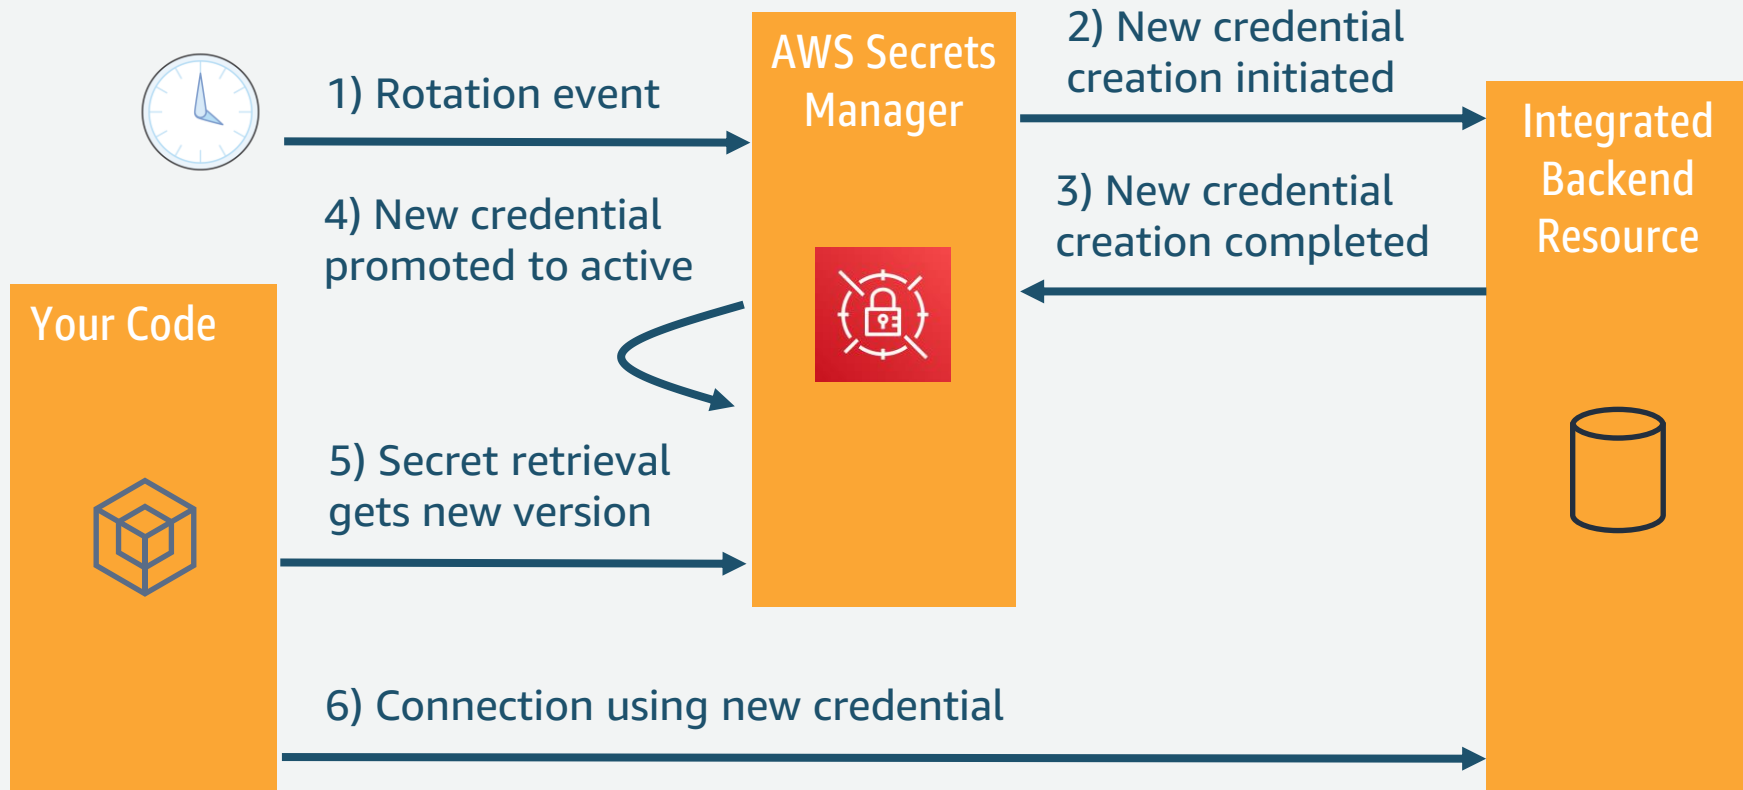 1) Rotation event
AWS Secrets
Manager
2) New credential
creation initiated
Integrated
Backend
Resource
3) New credential
creation completed
4) New credential
promoted to active
Your Code
5) Secret retrieval
gets new version
6) Connection using new credential